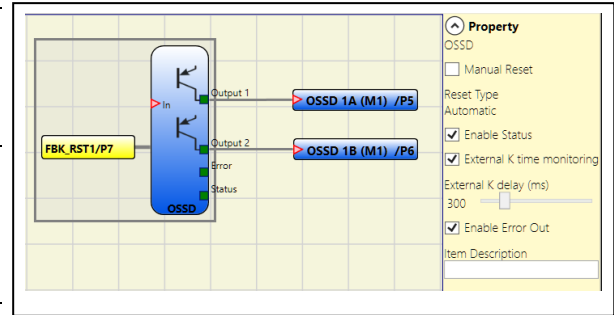 Output 1
In
OSSD 1A (M1) /P5
Output 2
FBK_RST1/P7
OSSD 1B (M1) /P6
Error
Status
OSSD
Property
OSSD
Manual Reset
Reset Type
Automatic
Enable Status
External K time monitoring
External K delay (ms)
300
Enable Error Out
Item Description